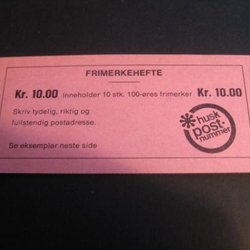 FRIMERKEHEFTE
Kr. 10.00 Inneholder 10 stk. 100-øres frimerker Kr. 10.00
Skriv tydelig, riktig og
fullstendig postadresse.
Se eksempler neste side
husk
post-
nummer